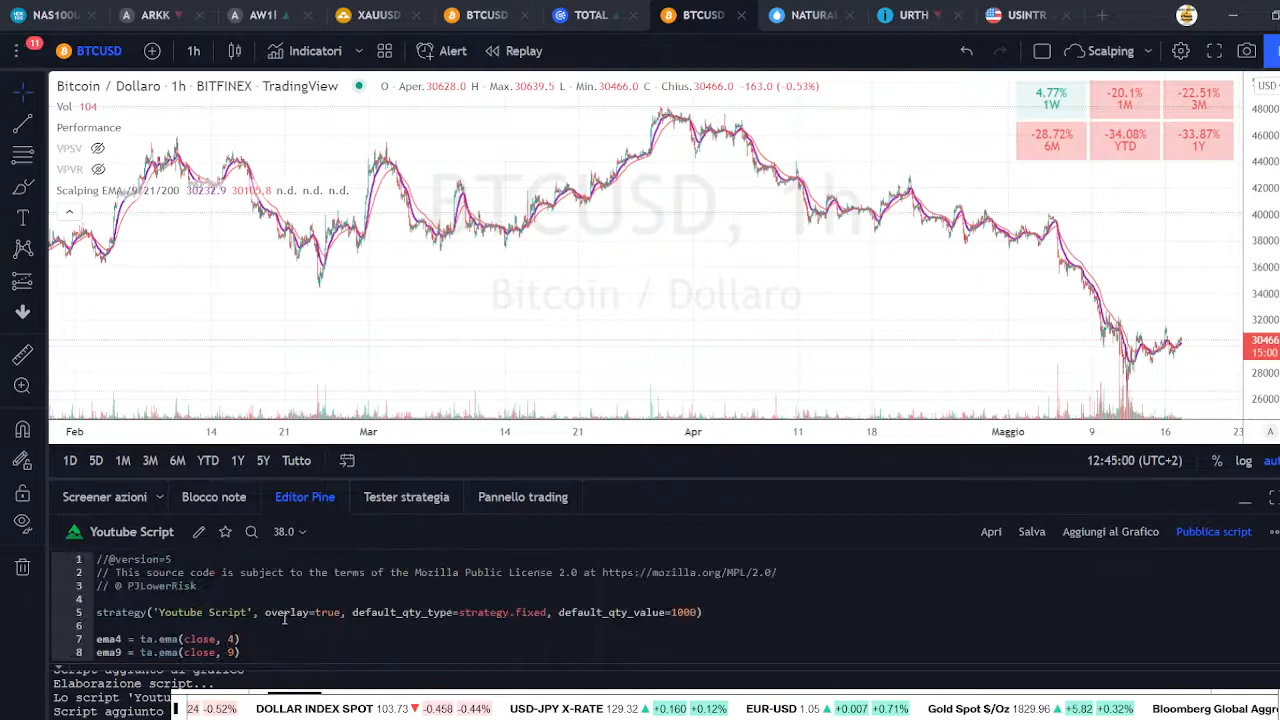 NAS100 ARKK AW1! XAUUSD BTCUSD TOTAL BTCUSD NATURAL URTH USINTR
11 BTCUSD 1h Indicatori Alert Replay Scalping
Bitcoin / Dollaro · 1h · BITFINEX · TradingView O Aper.30628.0 H Max.30639.5 L Min.30466.0 C Chius.30466.0 -163.0 (-0.53%) USD
Vol 104
4.77% -20.1% -22.51%
1W 1M 3M
Performance
-28.72% -34.08% -33.87%
6M YTD 1Y
VPSV
VPVR
Scalping EMA /9/21/200 30232.9 30105.8 n.d. n.d. n.d.
BTCUSD, 1h
Bitcoin / Dollaro
48000
46000
44000
42000
40000
38000
36000
34000
32000
30466
15:00
28000
26000
Feb 14 21 Mar 14 21 Apr 11 18 Maggio 9 16 23 A
1D 5D 1M 3M 6M YTD 1Y 5Y Tutto 12:45:00 (UTC+2) % log aut
Screener azioni Blocco note Editor Pine Tester strategia Pannello trading
Youtube Script 38.0 Apri Salva Aggiungi al Grafico Pubblica script
1 //@version=5
2 // This source code is subject to the terms of the Mozilla Public License 2.0 at https://mozilla.org/MPL/2.0/
3 // © PJLowerRisk
4
5 strategy('Youtube Script', overlay=true, default_qty_type=strategy.fixed, default_qty_value=1000)
6
7 ema4 = ta.ema(close, 4)
8 ema9 = ta.ema(close, 9)
Script aggiunto al grafico
Elaborazione script...
Lo script 'Youtu
Script aggiunto
24 -0.52% DOLLAR INDEX SPOT 103.73 -0.458 -0.44% USD-JPY X-RATE 129.32 +0.160 +0.12% EUR-USD 1.05 +0.007 +0.71% Gold Spot $/Oz 1829.96 +5.82 +0.32% Bloomberg Global Aggre